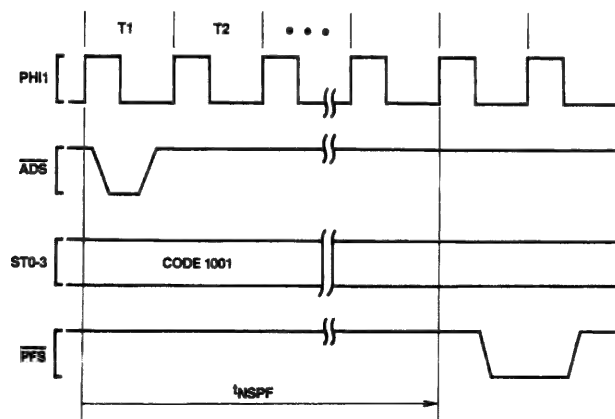 T1 T2 • • •
PHI1
ADS
ST0-3 CODE 1001
PFS
tNSPF